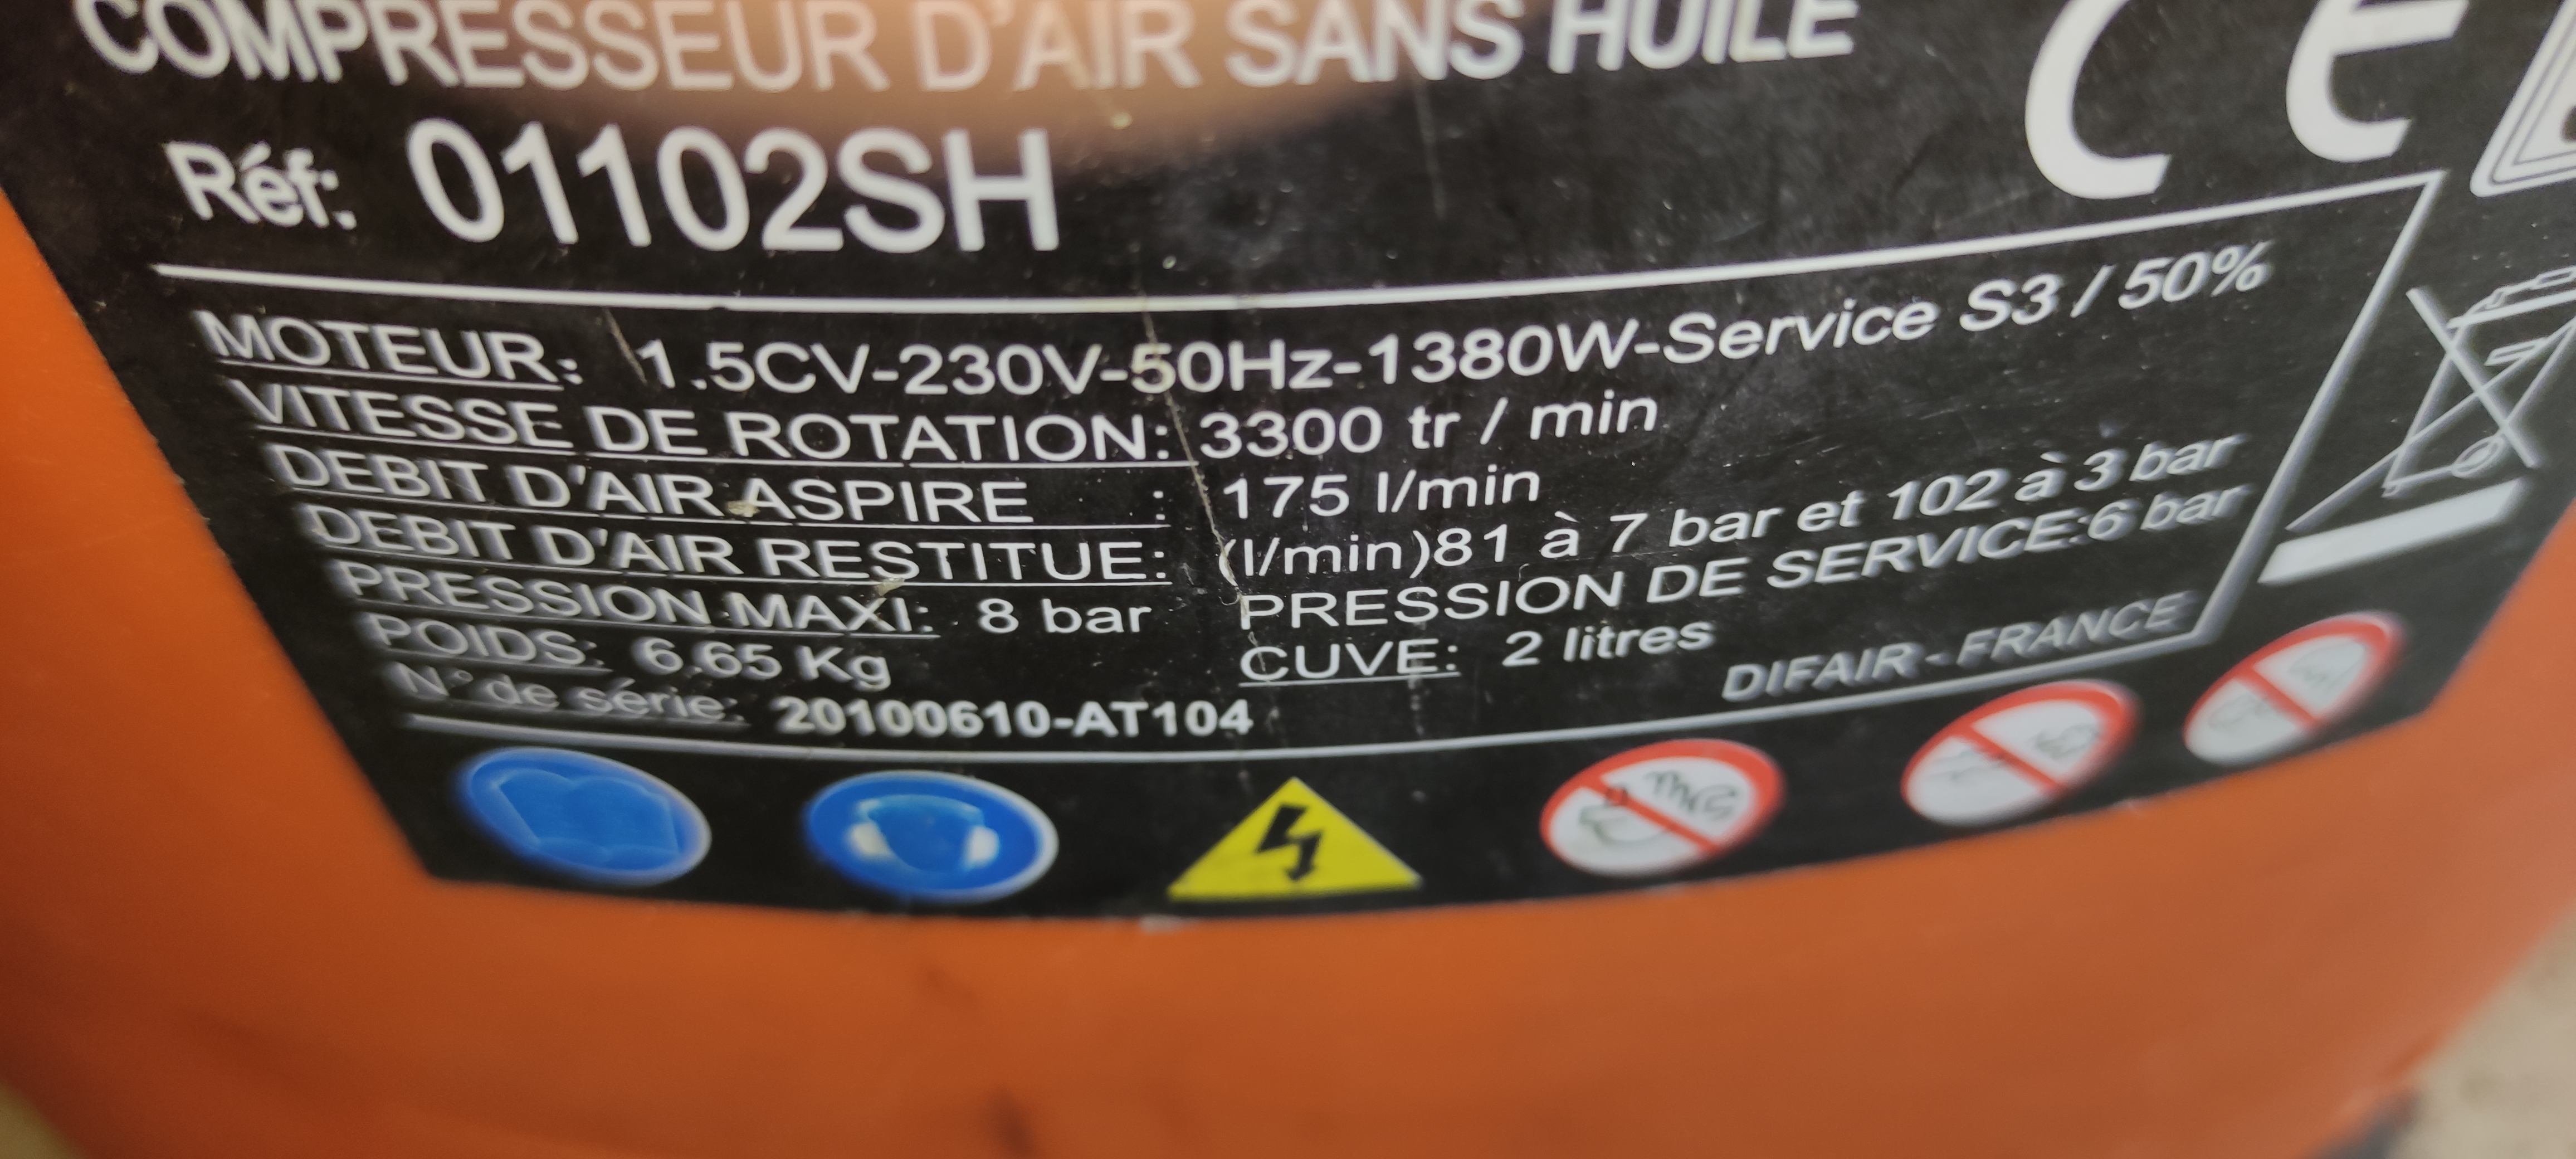 COMPRESSEUR D'AIR SANS HUILE
CE
Réf: 01102SH
MOTEUR: 1.5CV-230V-50Hz-1380W-Service S3 / 50%
VITESSE DE ROTATION: 3300 tr / min
DEBIT D'AIR ASPIRE : 175 l/min
DEBIT D'AIR RESTITUE: (l/min)81 à 7 bar et 102 à 3 bar
PRESSION MAXI: 8 bar PRESSION DE SERVICE:6 bar
POIDS: 6.65 Kg CUVE: 2 litres
N° de série: 20100610-AT104
DIFAIR - FRANCE